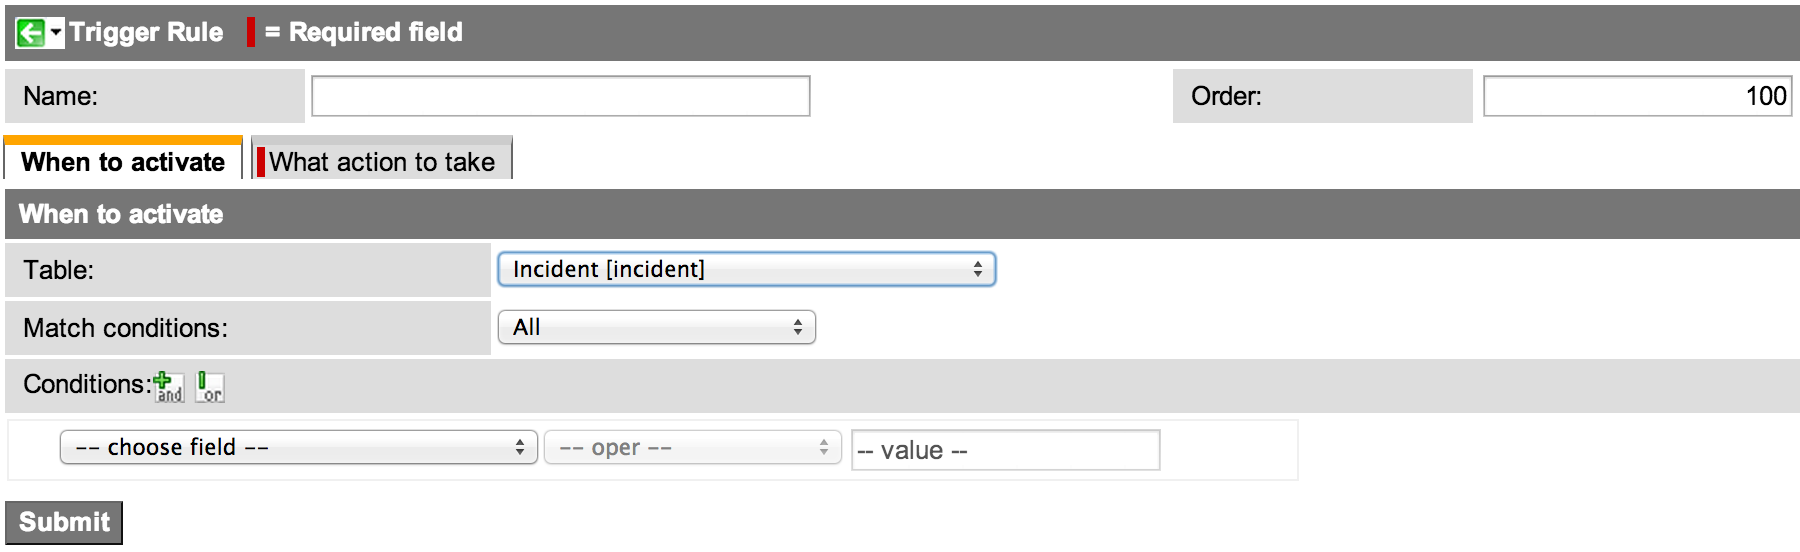 Trigger Rule = Required field
Name: Order: 100
When to activate What action to take
When to activate
Table: Incident [incident]
Match conditions: All
Conditions: and or
-- choose field -- -- oper -- -- value --
Submit